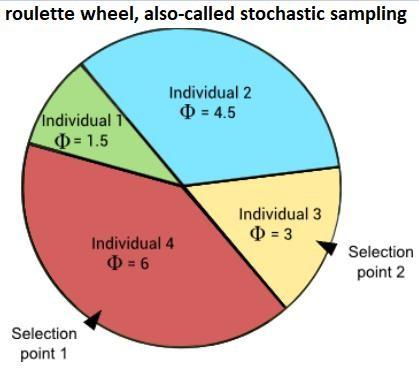 roulette wheel, also-called stochastic sampling
Individual 2
Φ = 4.5
Individual 1
Φ = 1.5
Individual 3
Φ = 3
Individual 4
Φ = 6
Selection
point 2
Selection
point 1